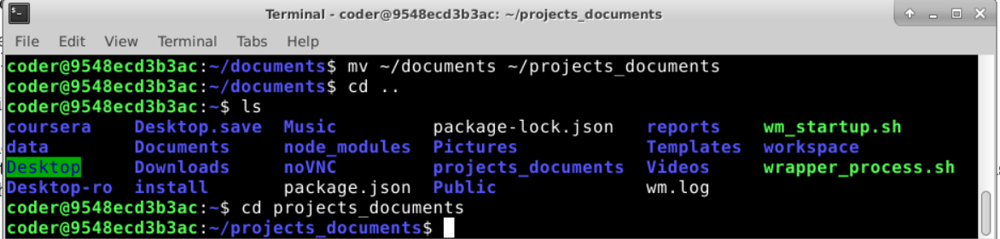 Terminal - coder@9548ecd3b3ac: ~/projects_documents
File Edit View Terminal Tabs Help
coder@9548ecd3b3ac:~/documents$ mv ~/documents ~/projects_documents
coder@9548ecd3b3ac:~/documents$ cd ..
coder@9548ecd3b3ac:~$ ls
coursera Desktop.save Music package-lock.json reports wm_startup.sh
data Documents node_modules Pictures Templates workspace
Desktop Downloads noVNC projects_documents Videos wrapper_process.sh
Desktop-ro install package.json Public wm.log
coder@9548ecd3b3ac:~$ cd projects_documents
coder@9548ecd3b3ac:~/projects_documents$